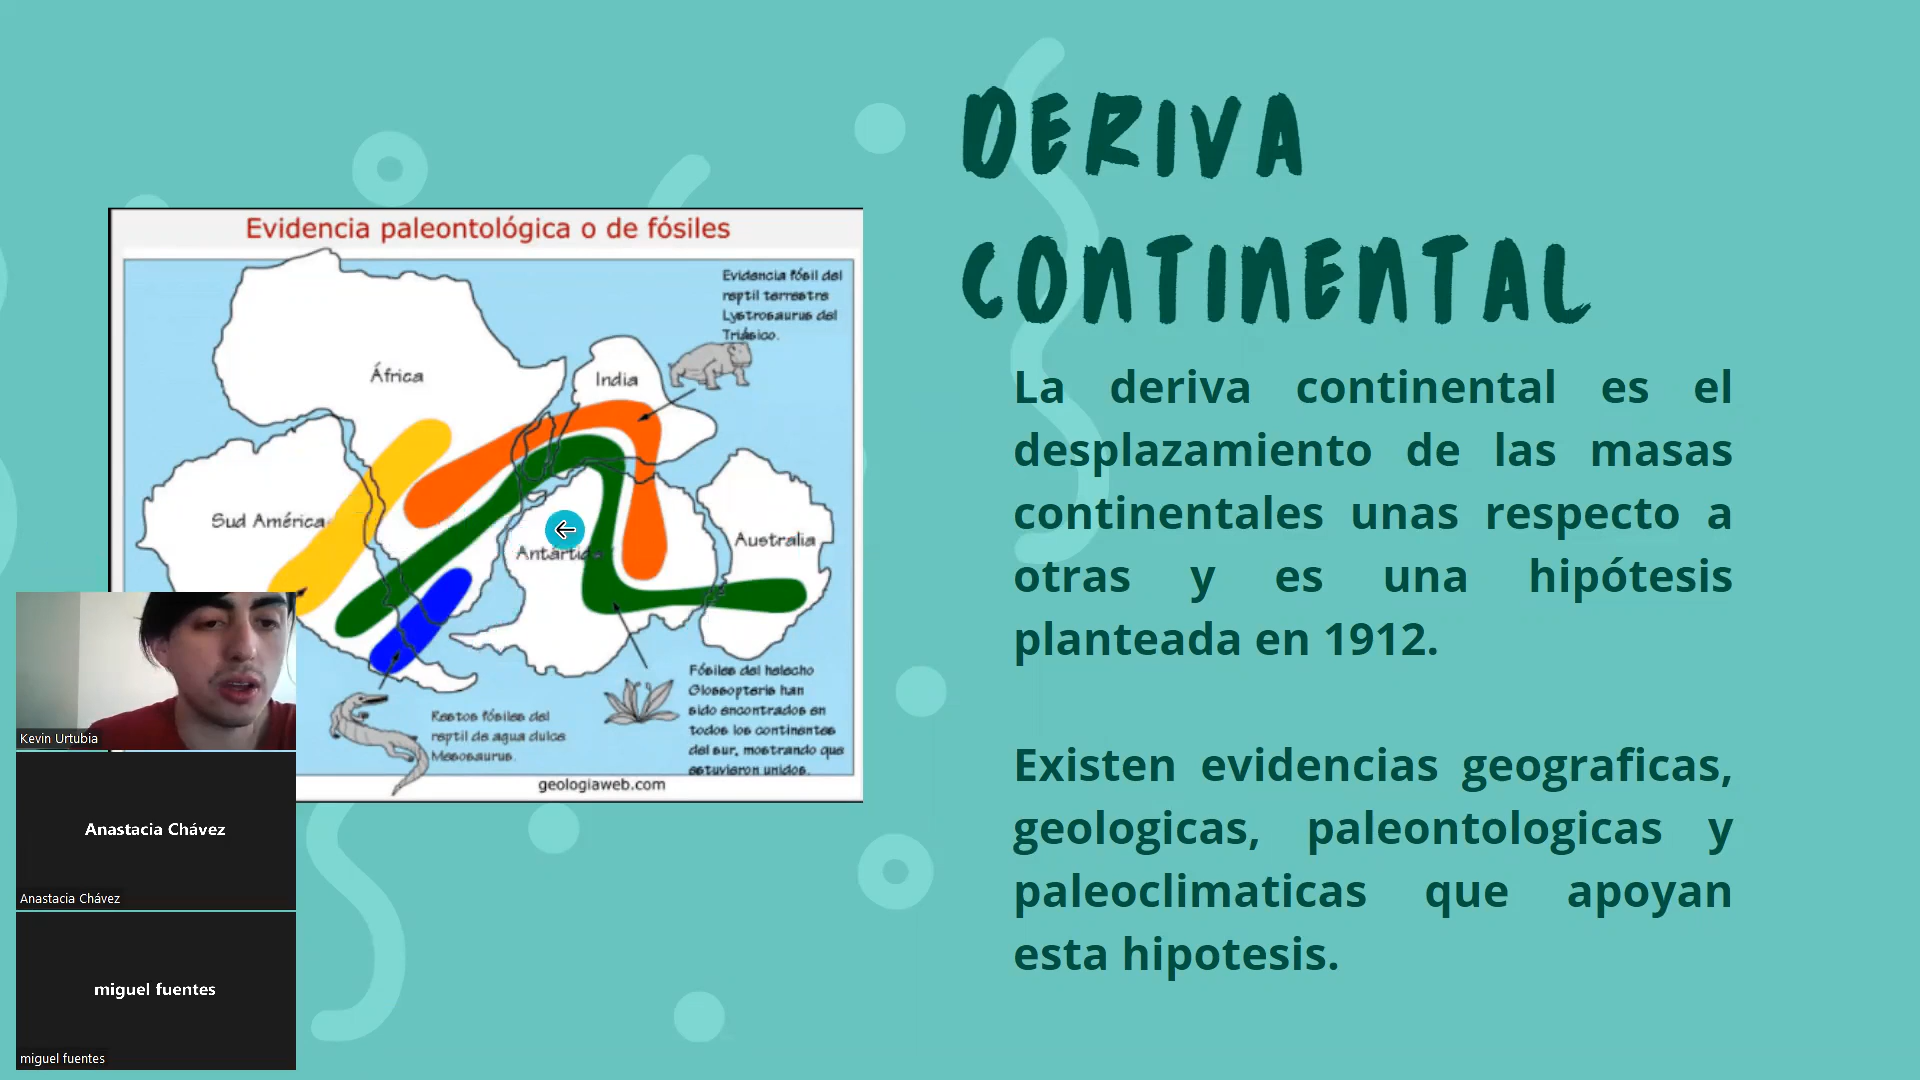 DERIVA
CONTINENTAL
La deriva continental es el
desplazamiento de las masas
continentales unas respecto a
otras y es una hipótesis
planteada en 1912.
Existen evidencias geograficas,
geologicas, paleontologicas y
paleoclimaticas que apoyan
esta hipotesis.
Evidencia paleontológica o de fósiles
Evidencia fósil del
reptil terrestre
Lystrosaurus del
Triásico.
África
India
Sud América
Antártida
Australia
Restos fósiles del
reptil de agua dulce
Mesosaurus.
Fósiles del helecho
Glossopteris han
sido encontrados en
todos los continentes
del sur, mostrando que
estuvieron unidos.
geologiaweb.com
Kevin Urtubia
Anastacia Chávez
Anastacia Chávez
miguel fuentes
miguel fuentes